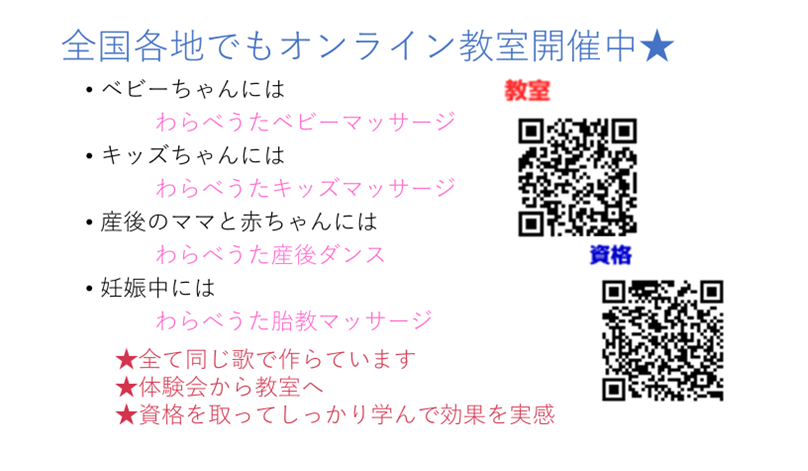 全国各地でもオンライン教室開催中★
• ベビーちゃんには
わらべうたベビーマッサージ
• キッズちゃんには
わらべうたキッズマッサージ
• 産後のママと赤ちゃんには
わらべうた産後ダンス
• 妊娠中には
わらべうた胎教マッサージ
★全て同じ歌で作らています
★体験会から教室へ
★資格を取ってしっかり学んで効果を実感
教室
資格